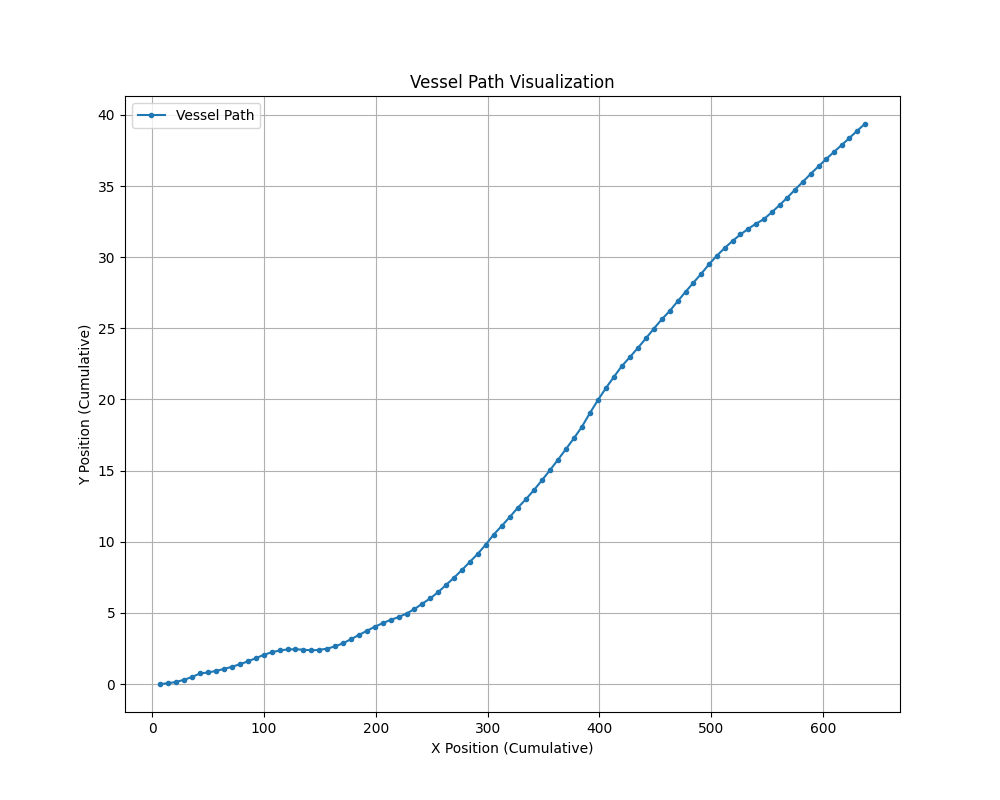 Vessel Path Visualization
Vessel Path
40
35
30
25
20
15
10
5
0
Y Position (Cumulative)
0 100 200 300 400 500 600
X Position (Cumulative)